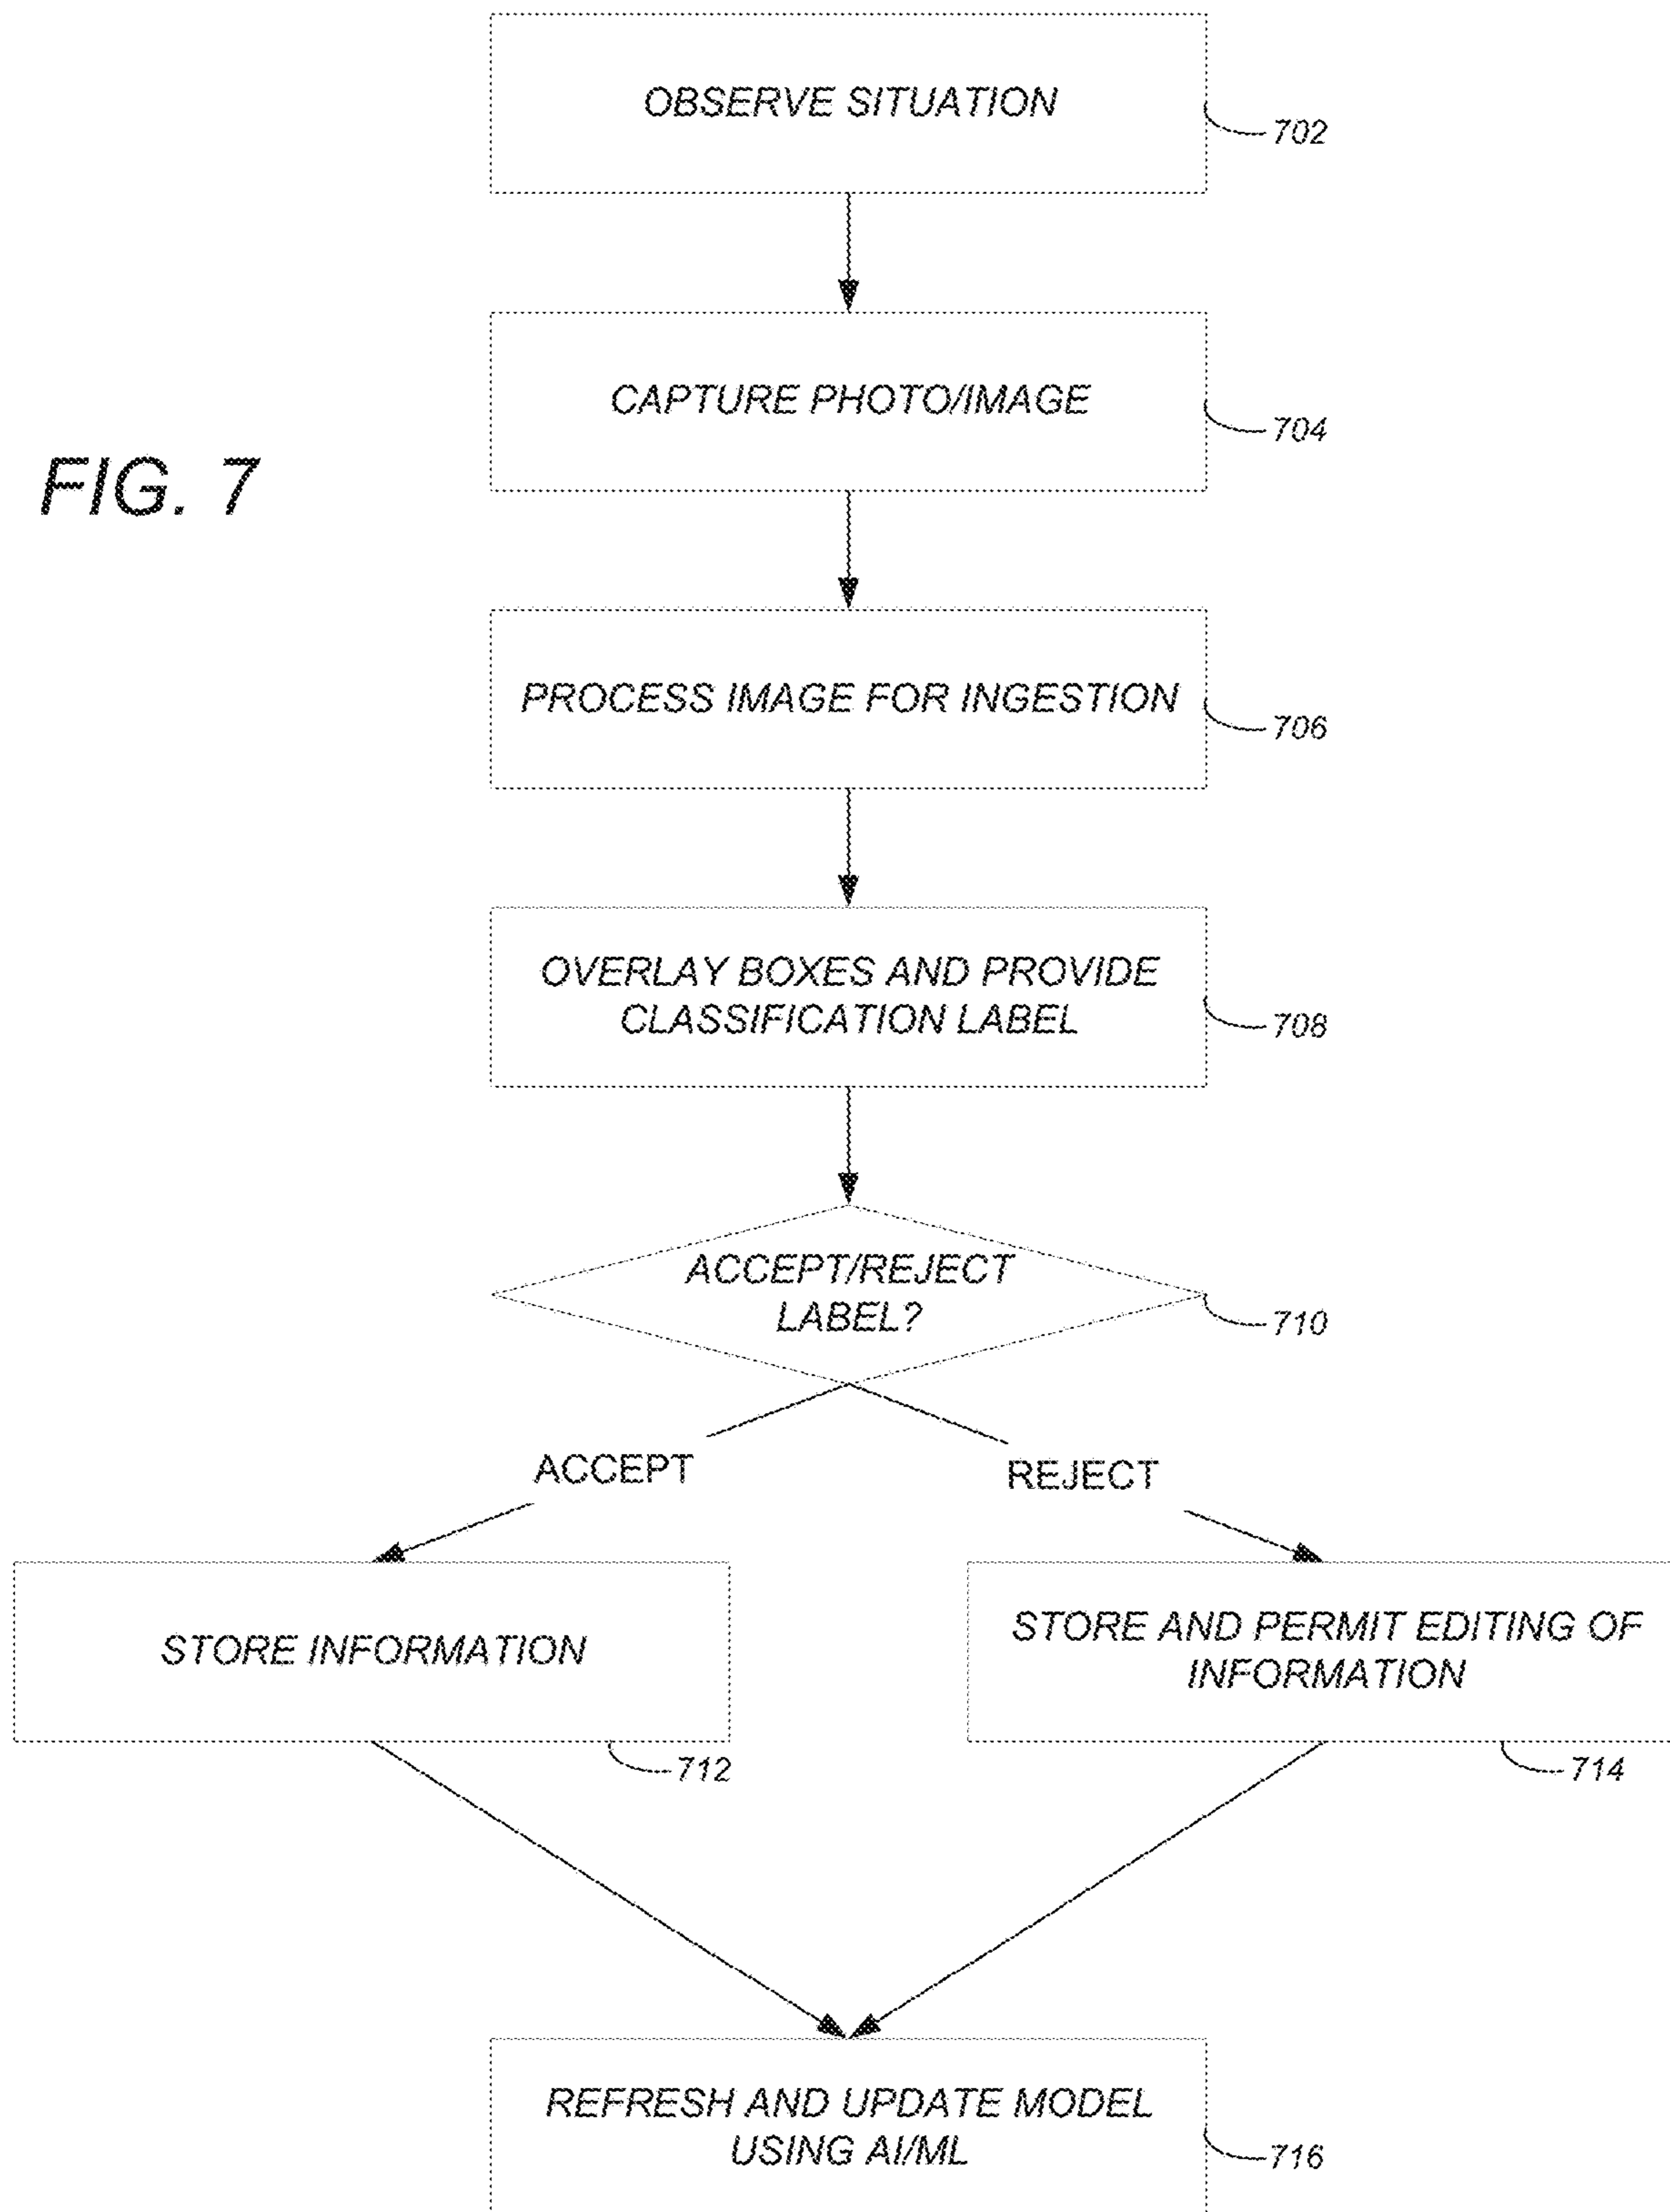 OBSERVE SITUATION
702
CAPTURE PHOTO/IMAGE
704
FIG. 7
PROCESS IMAGE FOR INGESTION
706
OVERLAY BOXES AND PROVIDE
CLASSIFICATION LABEL
708
ACCEPT/REJECT
LABEL?
710
ACCEPT
REJECT
STORE INFORMATION
712
STORE AND PERMIT EDITING OF
INFORMATION
714
REFRESH AND UPDATE MODEL
USING AI/ML
716